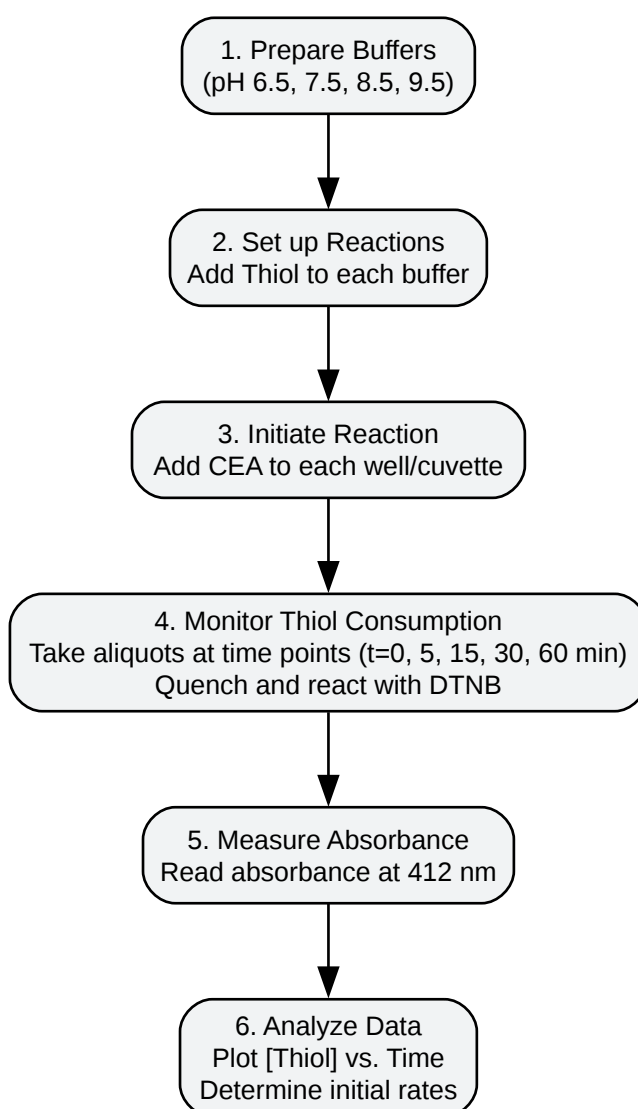 1. Prepare Buffers
(pH 6.5, 7.5, 8.5, 9.5)
2. Set up Reactions
Add Thiol to each buffer
3. Initiate Reaction
Add CEA to each well/cuvette
4. Monitor Thiol Consumption
Take aliquots at time points (t=0, 5, 15, 30, 60 min)
Quench and react with DTNB
5. Measure Absorbance
Read absorbance at 412 nm
6. Analyze Data
Plot [Thiol] vs. Time
Determine initial rates